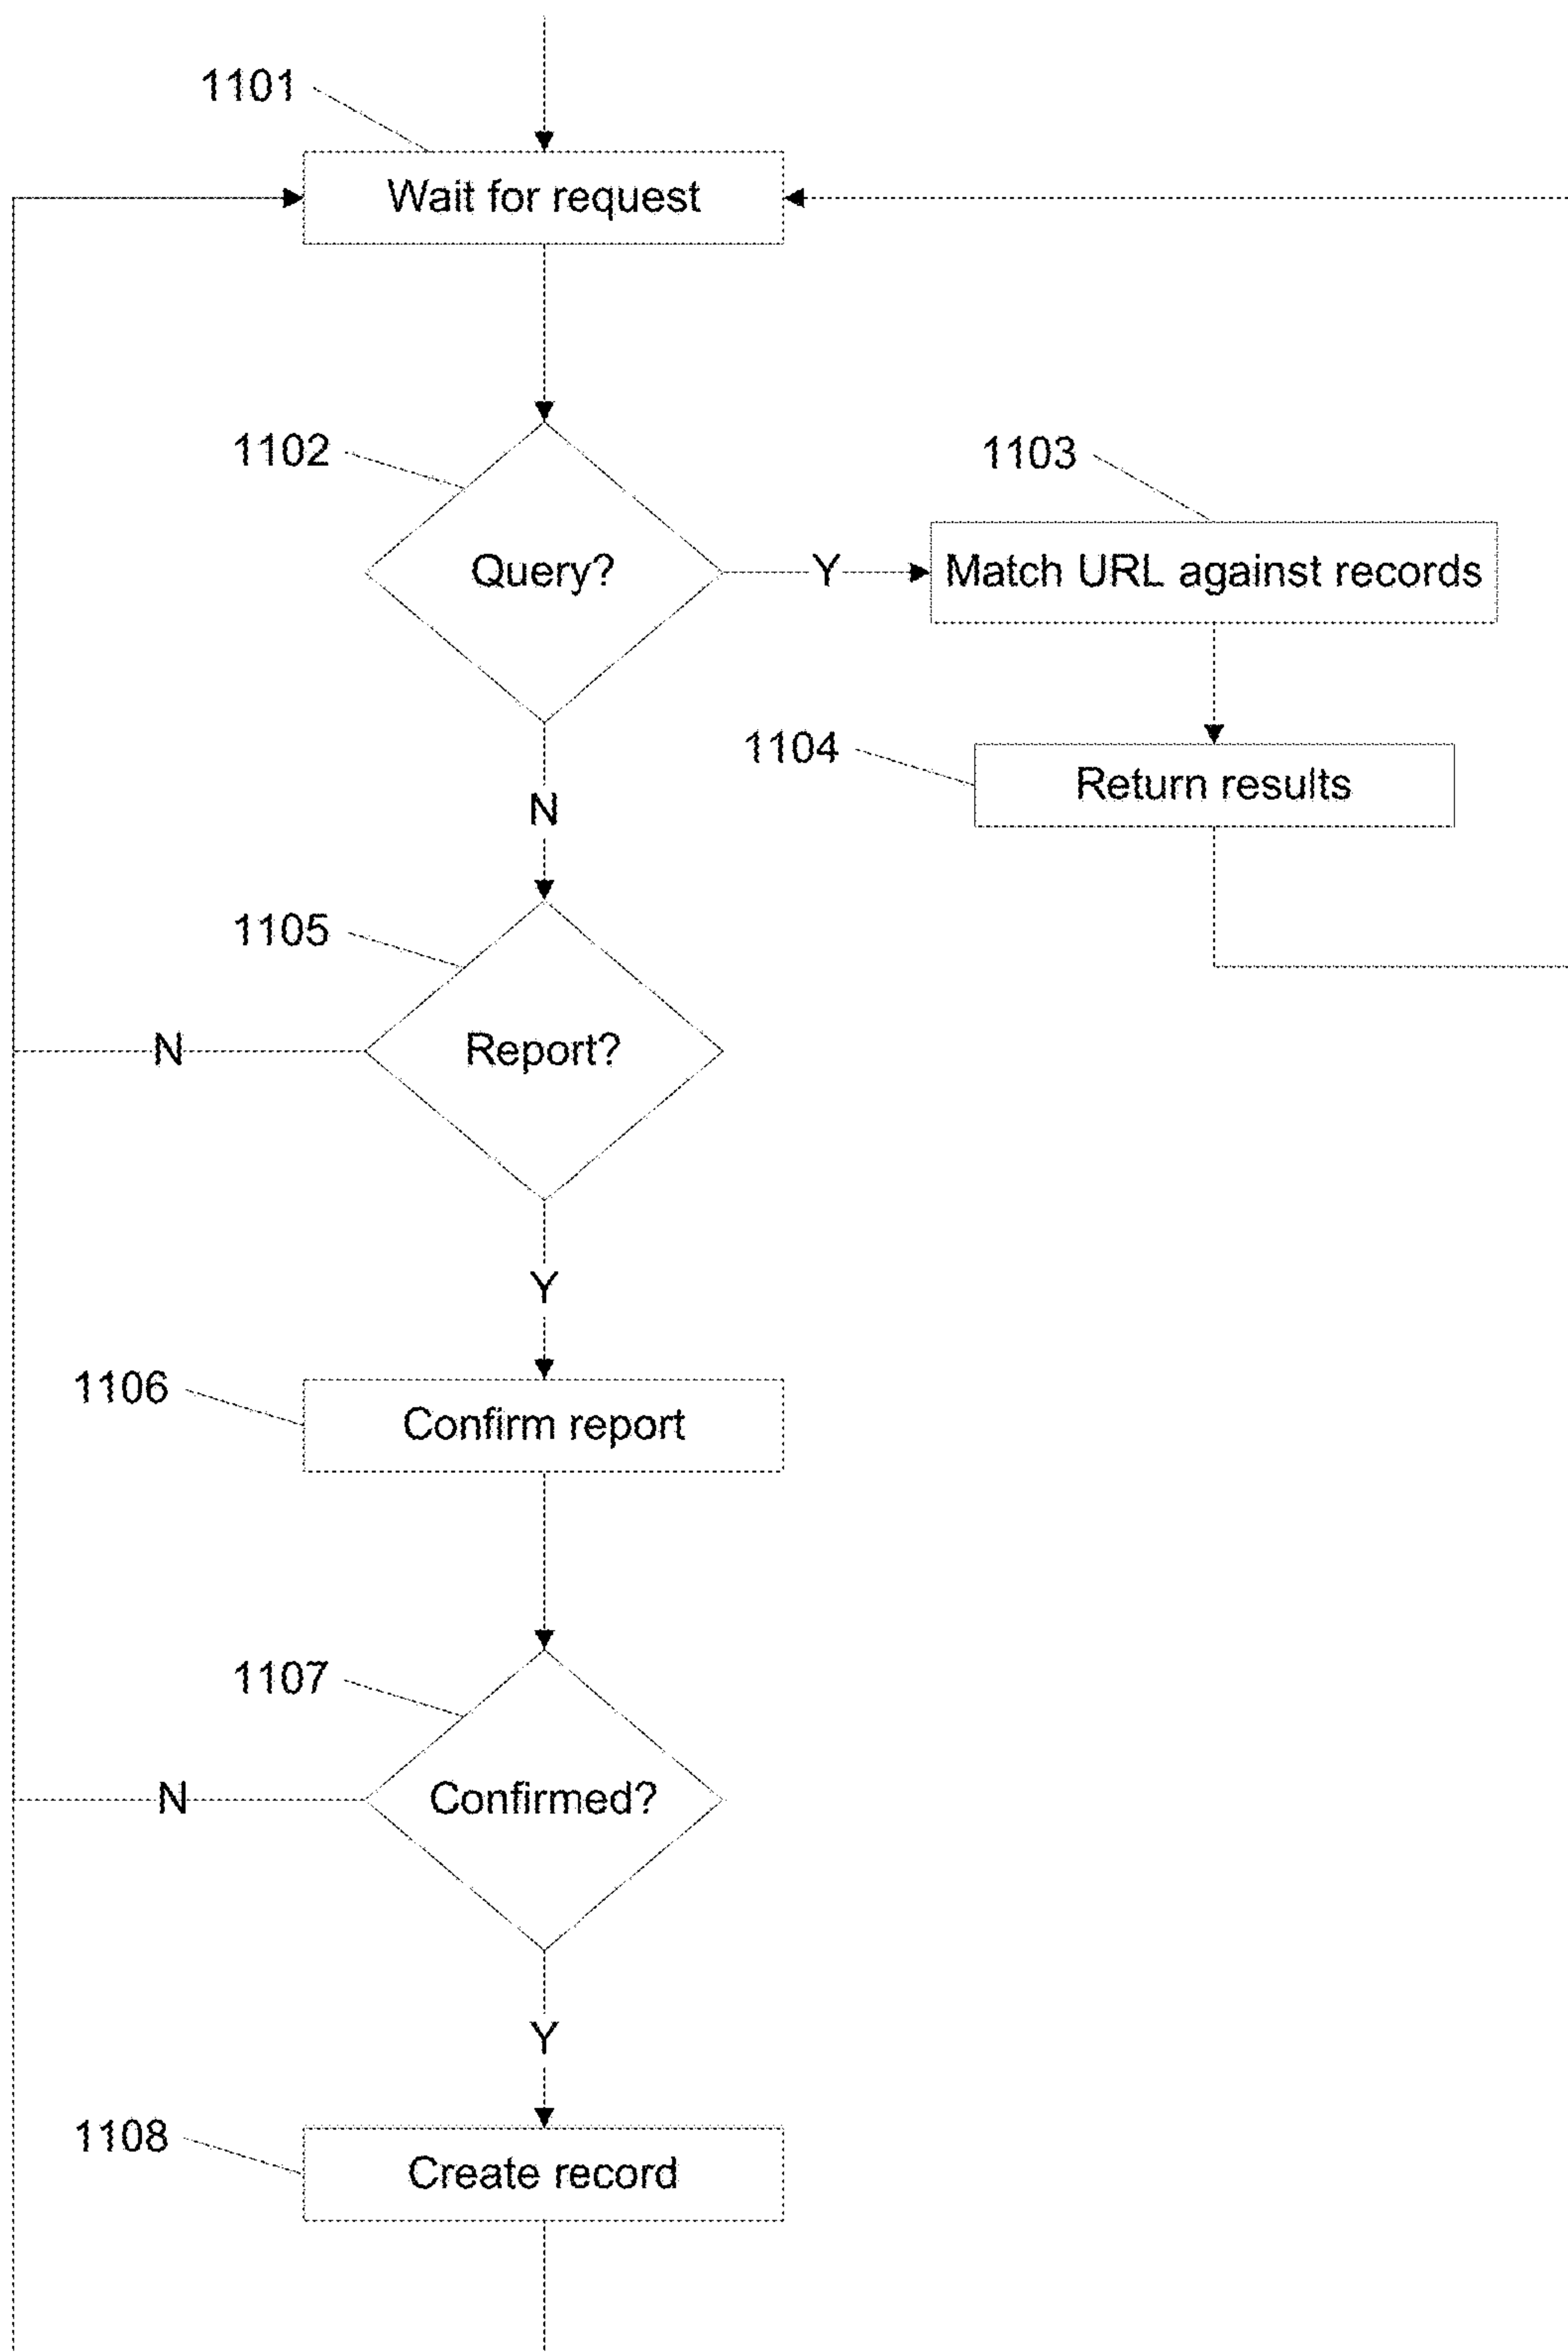 1101
Wait for request
1102
1103
Query?
Y
Match URL against records
1104
Return results
N
1105
Report?
N
Y
1106
Confirm report
1107
Confirmed?
N
Y
1108
Create record